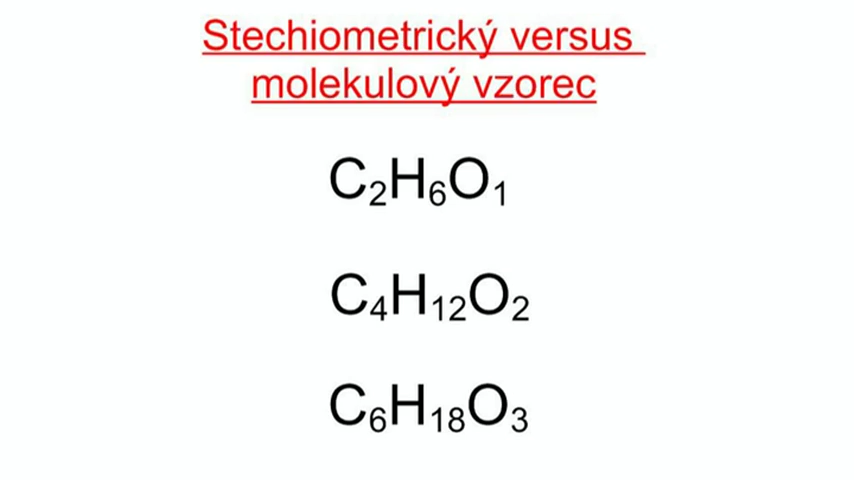 Stechiometrický versus
molekulový vzorec
C₂H₆O₁
C₄H₁₂O₂
C₆H₁₈O₃